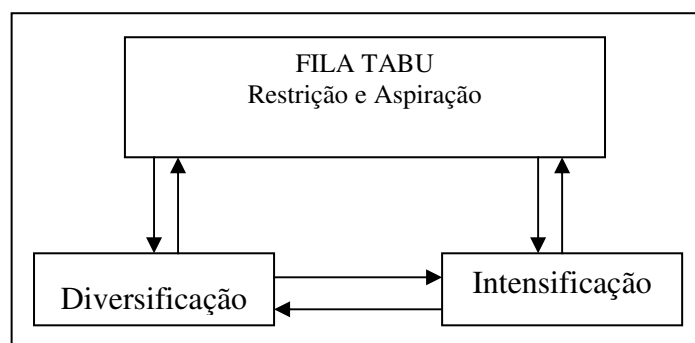 FILA TABU
Restrição e Aspiração
Diversificação
Intensificação